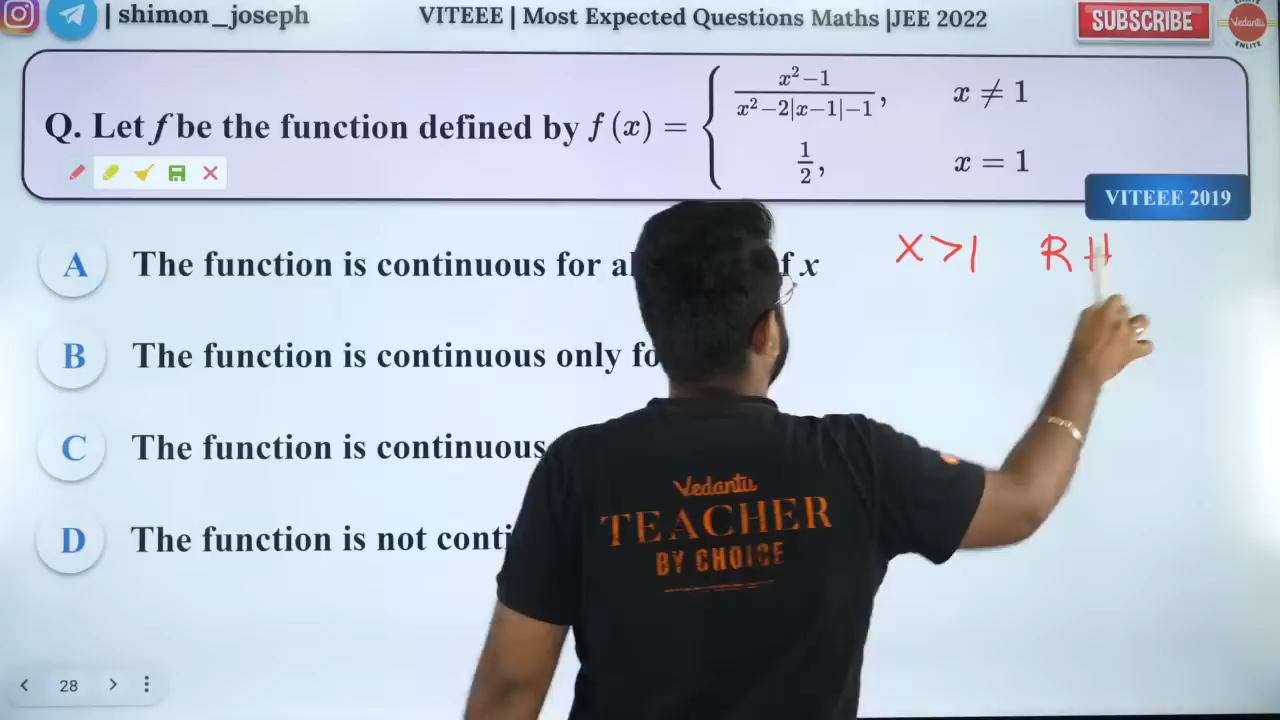 | shimon_joseph
VITEEE | Most Expected Questions Maths |JEE 2022
SUBSCRIBE
Vedantu
ENLITE
Q. Let f be the function defined by f(x) = { x² −1 / x² −2|x−1|−1 , x ≠ 1
1/2 , x = 1
VITEEE 2019
A The function is continuous for al f x
X>1 R H
B The function is continuous only fo
C The function is continuous
D The function is not conti
Vedantu
TEACHER
BY CHOICE
28